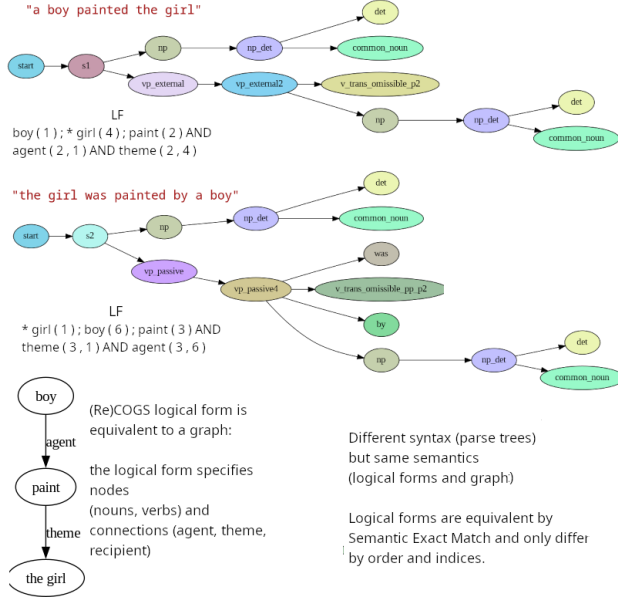 "a boy painted the girl"
det
np
np_det
common_noun
start
s1
vp_external
vp_external2
v_trans_omissible_p2
det
np
np_det
common_noun
LF
boy ( 1 ) ; * girl ( 4 ) ; paint ( 2 ) AND
agent ( 2 , 1 ) AND theme ( 2 , 4 )
"the girl was painted by a boy"
det
np
np_det
common_noun
start
s2
was
vp_passive
vp_passive4
v_trans_omissible_pp_p2
by
det
np
np_det
common_noun
LF
* girl ( 1 ) ; boy ( 6 ) ; paint ( 3 ) AND
theme ( 3 , 1 ) AND agent ( 3 , 6 )
boy
agent
paint
theme
the girl
(Re)COGS logical form is
equivalent to a graph:
the logical form specifies
nodes
(nouns, verbs) and
connections (agent, theme,
recipient)
Different syntax (parse trees)
but same semantics
(logical forms and graph)
Logical forms are equivalent by
Semantic Exact Match and only differ
by order and indices.